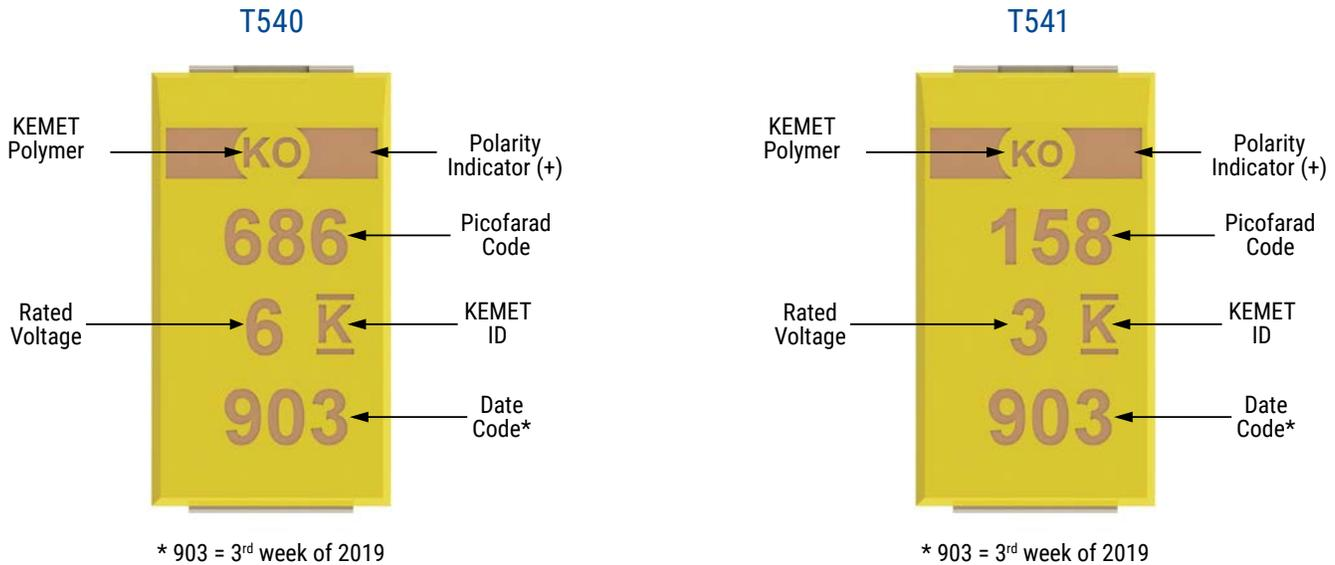 T540
KEMET
Polymer
KO
Polarity
Indicator (+)
686
Picofarad
Code
Rated
Voltage
6 K
KEMET
ID
903
Date
Code*
* 903 = 3rd week of 2019
T541
KEMET
Polymer
KO
Polarity
Indicator (+)
158
Picofarad
Code
Rated
Voltage
3 K
KEMET
ID
903
Date
Code*
* 903 = 3rd week of 2019